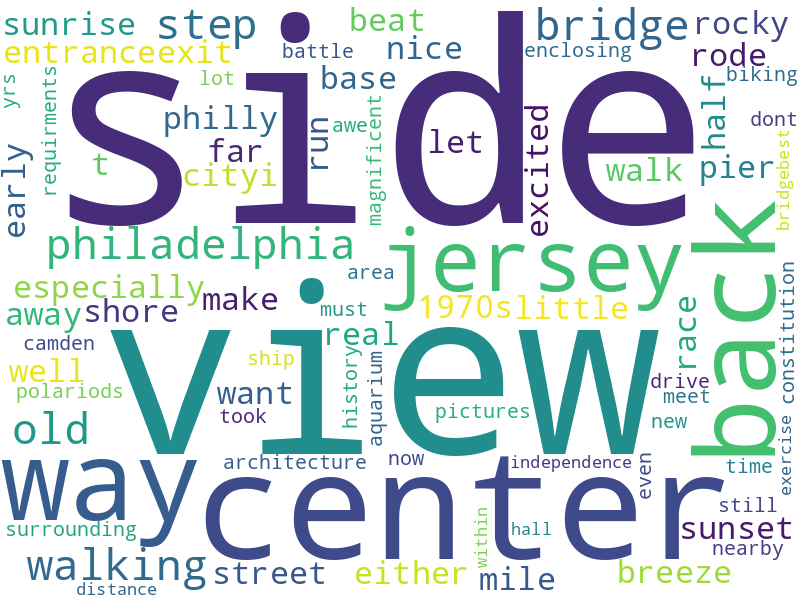 sunrise
step
beat
bridge
rocky
entranceexit
battle
nice
enclosing
rode
yrs
requirments
lot
base
biking
side
philly
awe
magnificent
let
excited
half
dont
early
t
far
run
cityi
walk
pier
bridgebest
philadelphia
jersey
back
especially
area
away
shore
make
must
1970s
little
race
constitution
camden
real
view
well
ship
history
aquarium
drive
polariods
want
meet
old
took
pictures
new
way
architecture
now
center
independence
even
time
exercise
surrounding
within
hall
still
sunset
walking
street
either
mile
breeze
nearby
distance